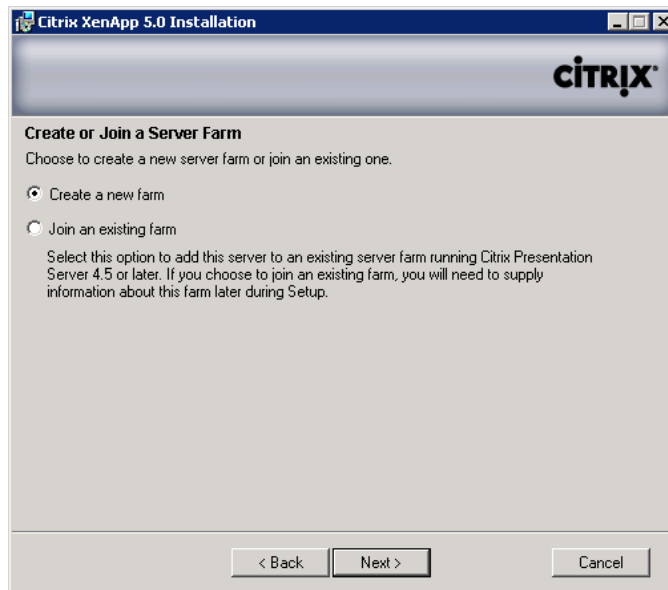 Citrix XenApp 5.0 Installation
CITRIX
Create or Join a Server Farm
Choose to create a new server farm or join an existing one.
Create a new farm
Join an existing farm
Select this option to add this server to an existing server farm running Citrix Presentation
Server 4.5 or later. If you choose to join an existing farm, you will need to supply
information about this farm later during Setup.
< Back
Next >
Cancel